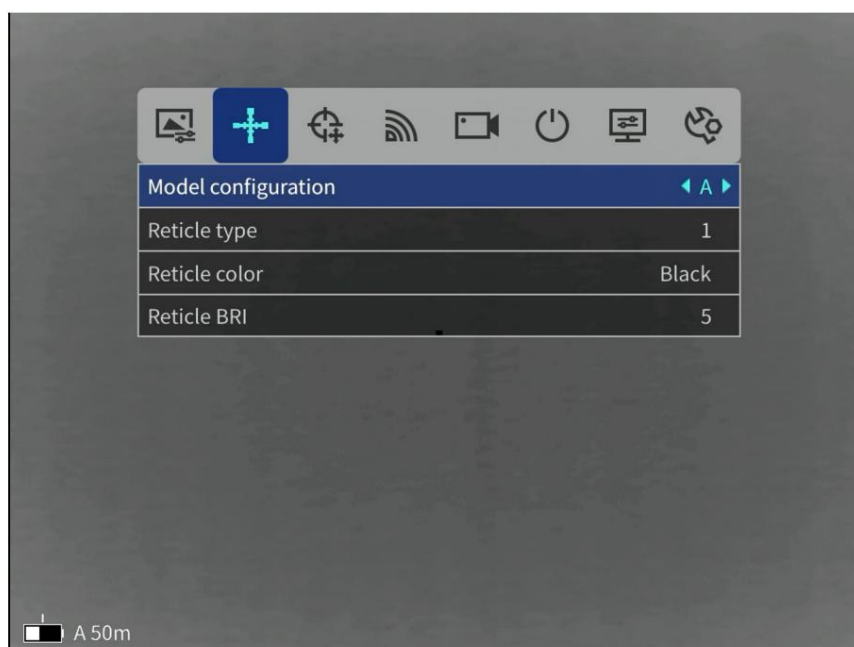 Model configuration A
Reticle type 1
Reticle color Black
Reticle BRI 5
A 50m